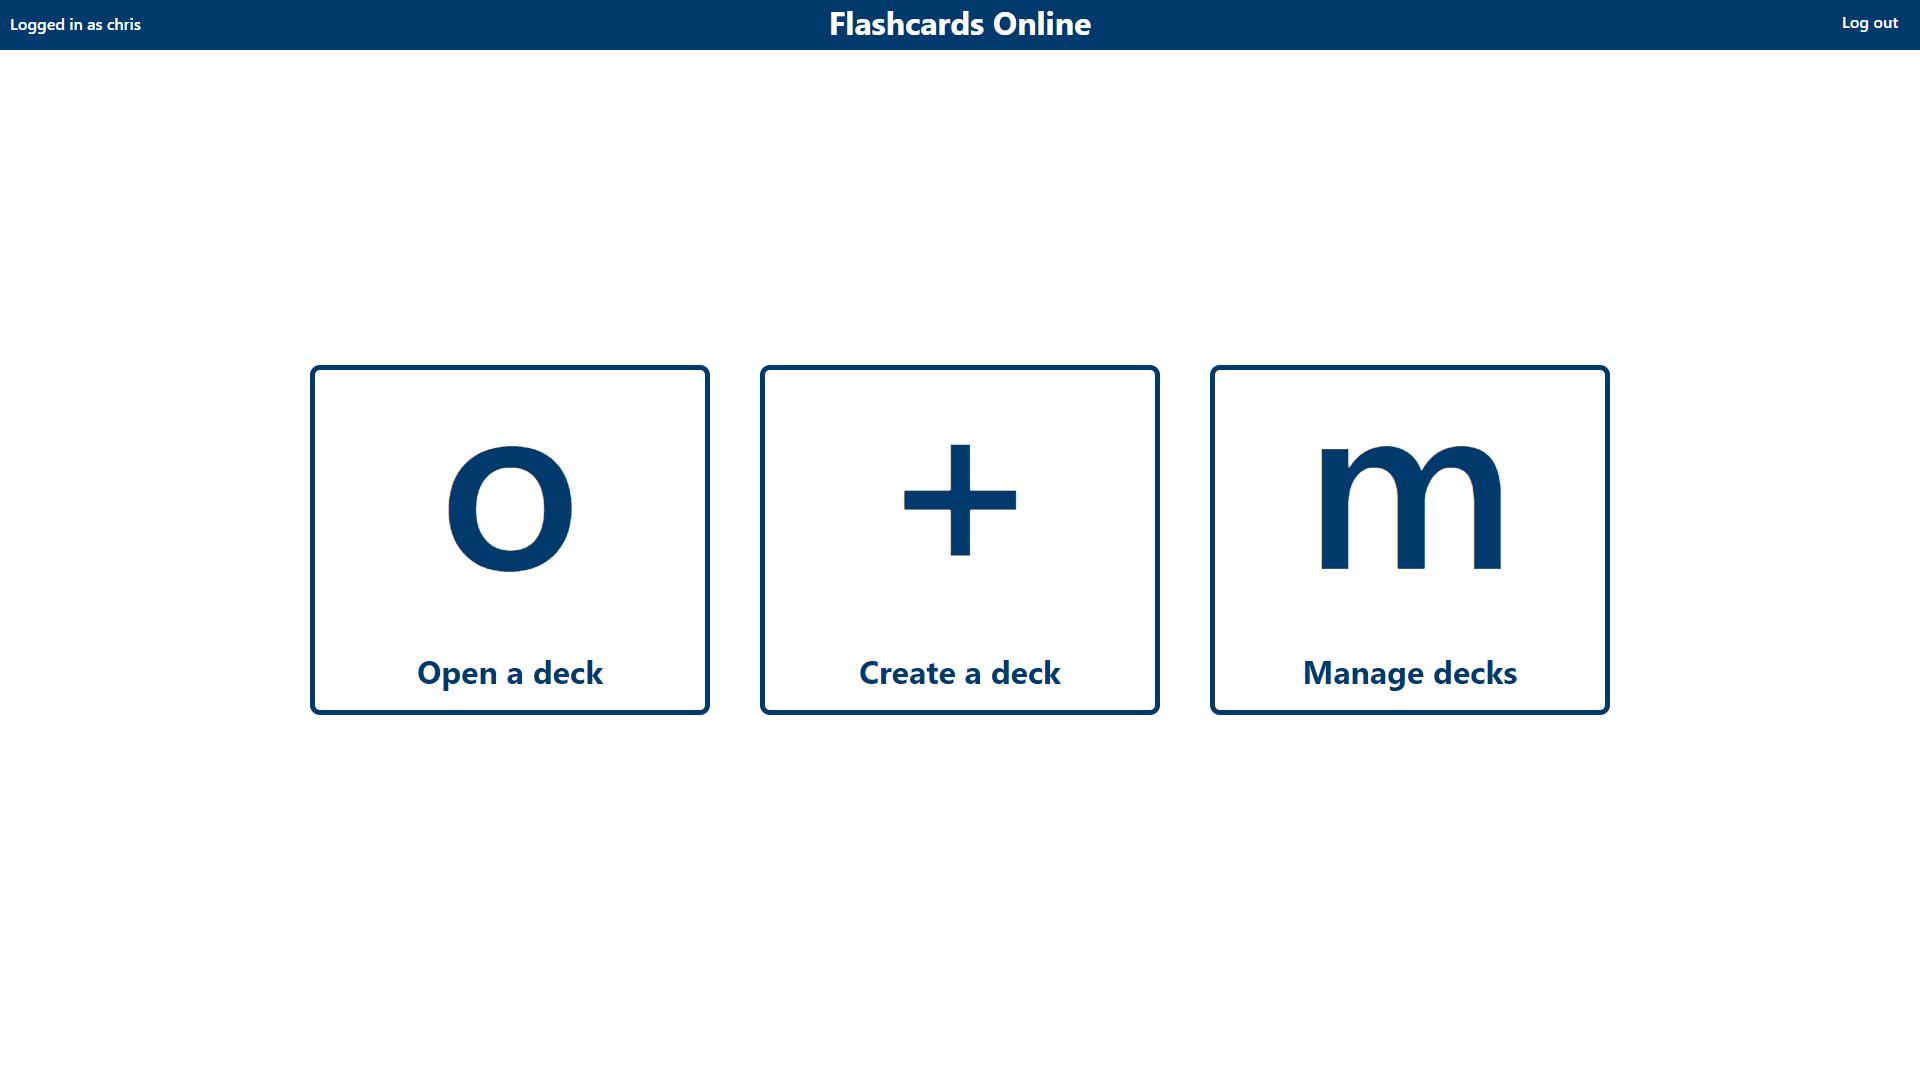 Logged in as chris
Flashcards Online
Log out
o
+
m
Open a deck
Create a deck
Manage decks